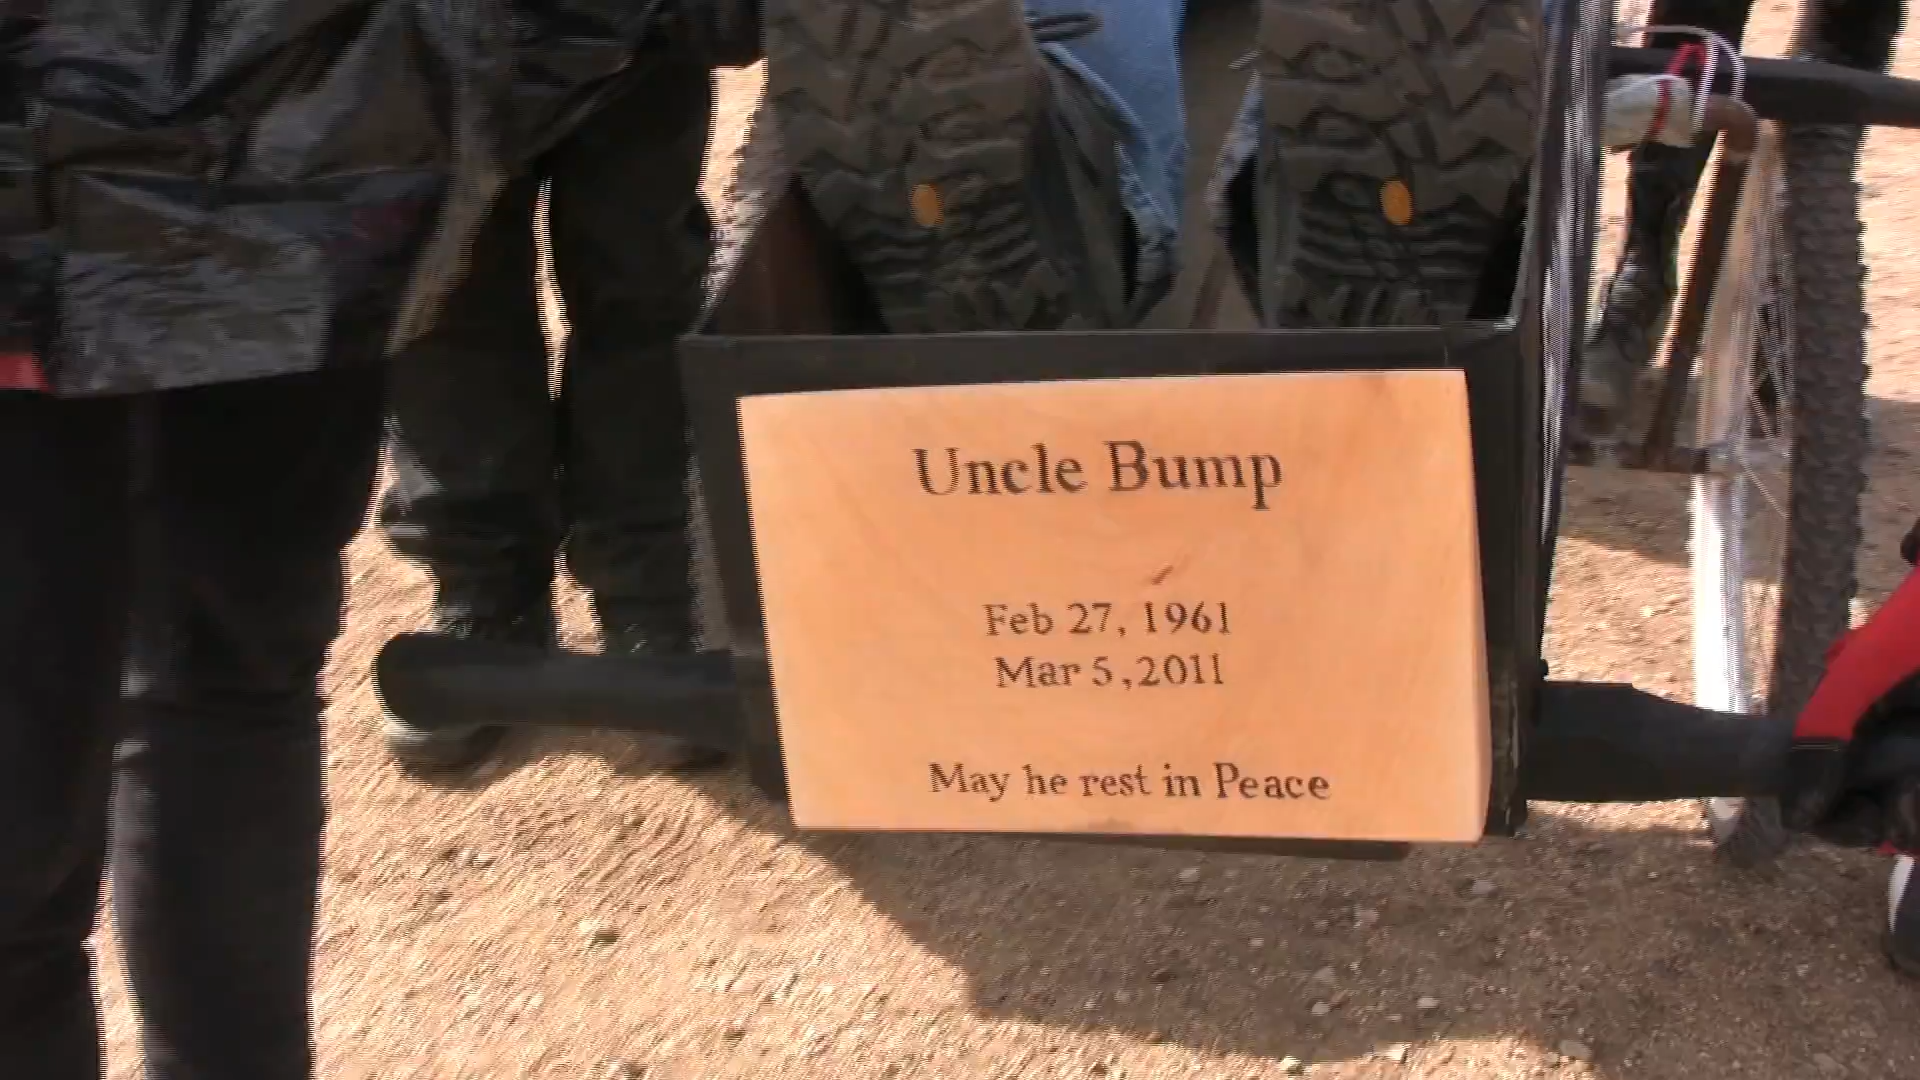 Uncle Bump
Feb 27, 1961
Mar 5, 2011
May he rest in Peace